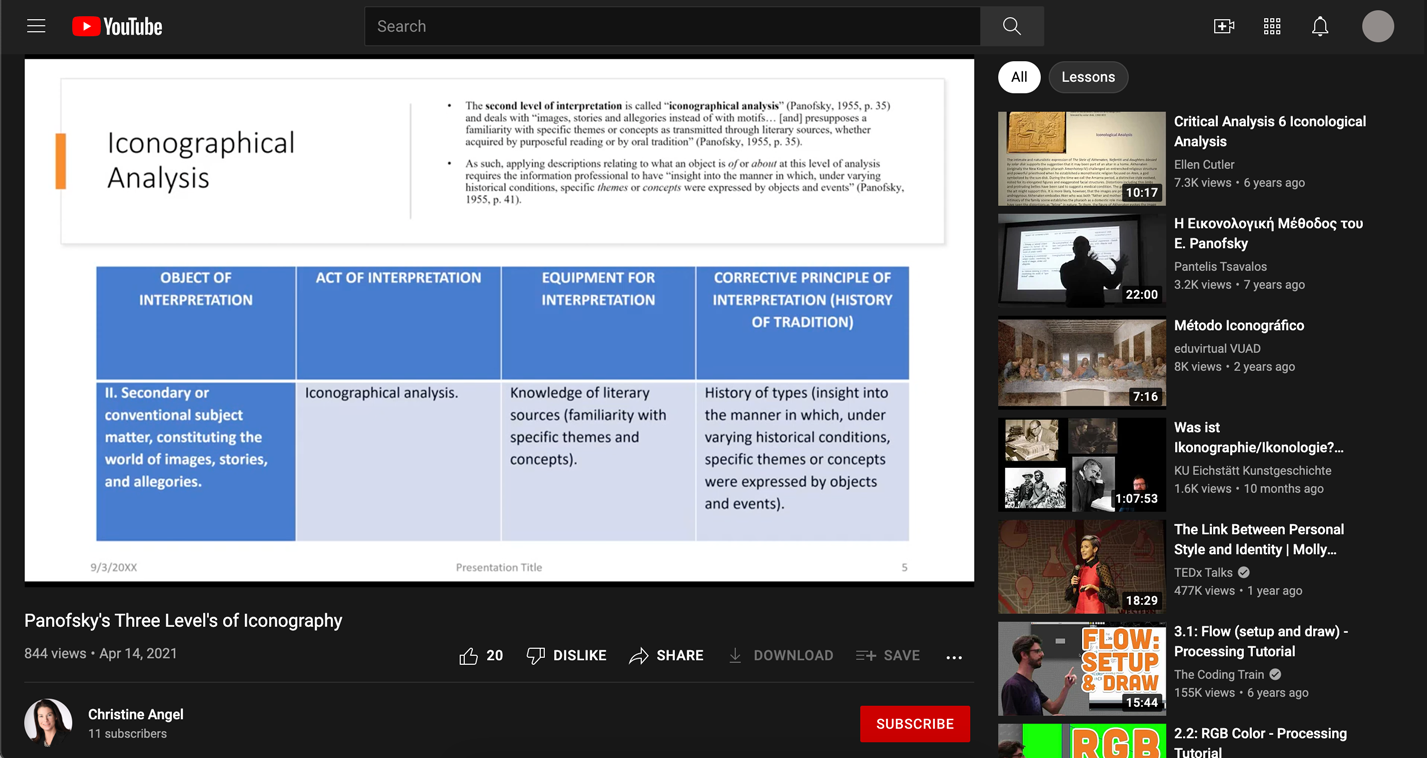 YouTube
Search
Iconographical
Analysis
• The second level of interpretation is called “iconographical analysis” (Panofsky, 1955, p. 35)
and deals with “images, stories and allegories instead of with motifs… [and] presupposes a
familiarity with specific themes or concepts as transmitted through literary sources, whether
acquired by purposeful reading or by oral tradition” (Panofsky, 1955, p. 35).
• As such, applying descriptions relating to what an object is of or about at this level of analysis
requires the information professional to have “insight into the manner in which, under varying
historical conditions, specific themes or concepts were expressed by objects and events” (Panofsky,
1955, p. 41).
OBJECT OF
INTERPRETATION
ACT OF INTERPRETATION
EQUIPMENT FOR
INTERPRETATION
CORRECTIVE PRINCIPLE OF
INTERPRETATION (HISTORY
OF TRADITION)
II. Secondary or
conventional subject
matter, constituting the
world of images, stories,
and allegories.
Iconographical analysis.
Knowledge of literary
sources (familiarity with
specific themes and
concepts).
History of types (insight into
the manner in which, under
varying historical conditions,
specific themes or concepts
were expressed by objects
and events).
9/3/20XX
Presentation Title
5
Panofsky's Three Level's of Iconography
844 views • Apr 14, 2021
20
DISLIKE
SHARE
DOWNLOAD
SAVE
Christine Angel
11 subscribers
SUBSCRIBE
All
Lessons
Iconological Analysis
10:17
Critical Analysis 6 Iconological
Analysis
Ellen Cutler
7.3K views • 6 years ago
22:00
Η Εικονολογική Μέθοδος του
E. Panofsky
Pantelis Tsavalos
3.2K views • 7 years ago
7:16
Método Iconográfico
eduvirtual VUAD
8K views • 2 years ago
1:07:53
Was ist
Ikonographie/Ikonologie?…
KU Eichstätt Kunstgeschichte
1.6K views • 10 months ago
18:29
The Link Between Personal
Style and Identity | Molly…
TEDx Talks
477K views • 1 year ago
FLOW:
SETUP
& DRAW
15:44
3.1: Flow (setup and draw) -
Processing Tutorial
The Coding Train
155K views • 6 years ago
RGB
2.2: RGB Color - Processing
Tutorial